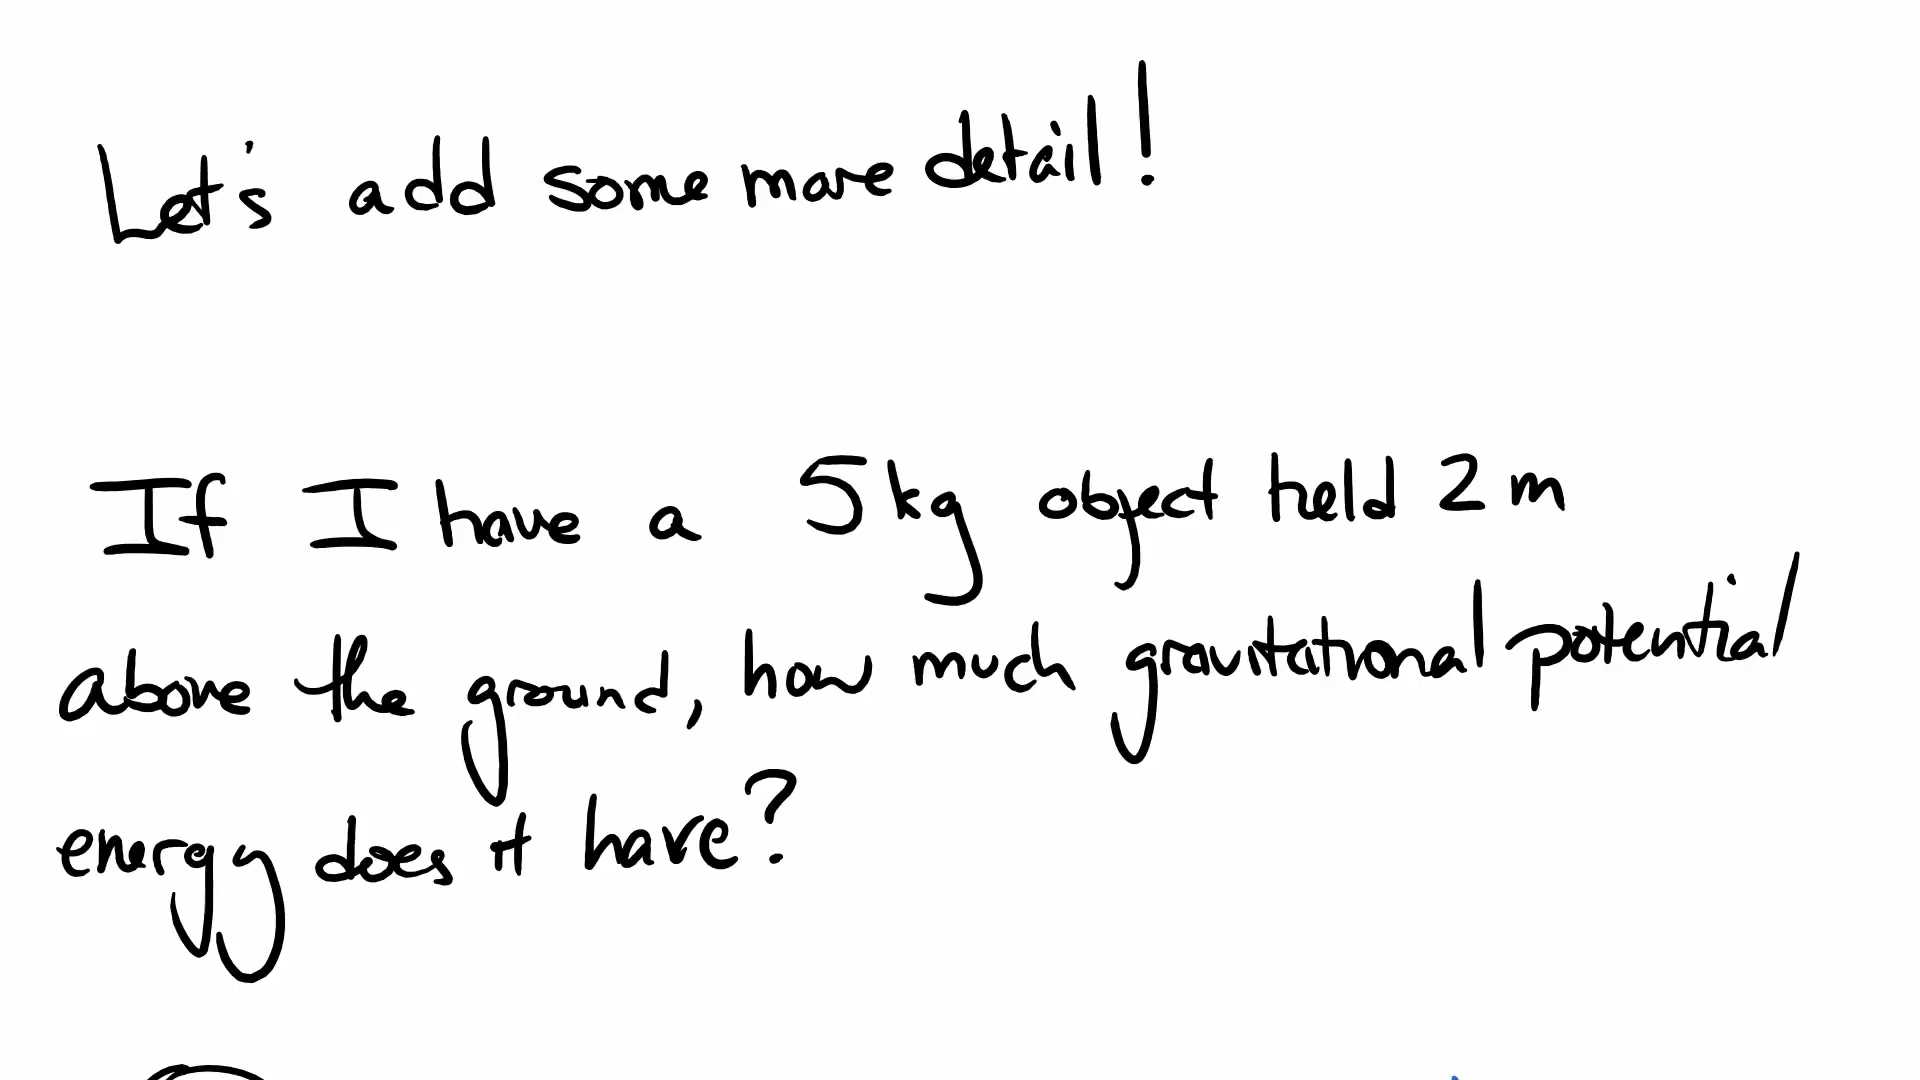 Let's add some more detail!
If I have a 5 kg object held 2 m
above the ground, how much gravitational potential
energy does it have?